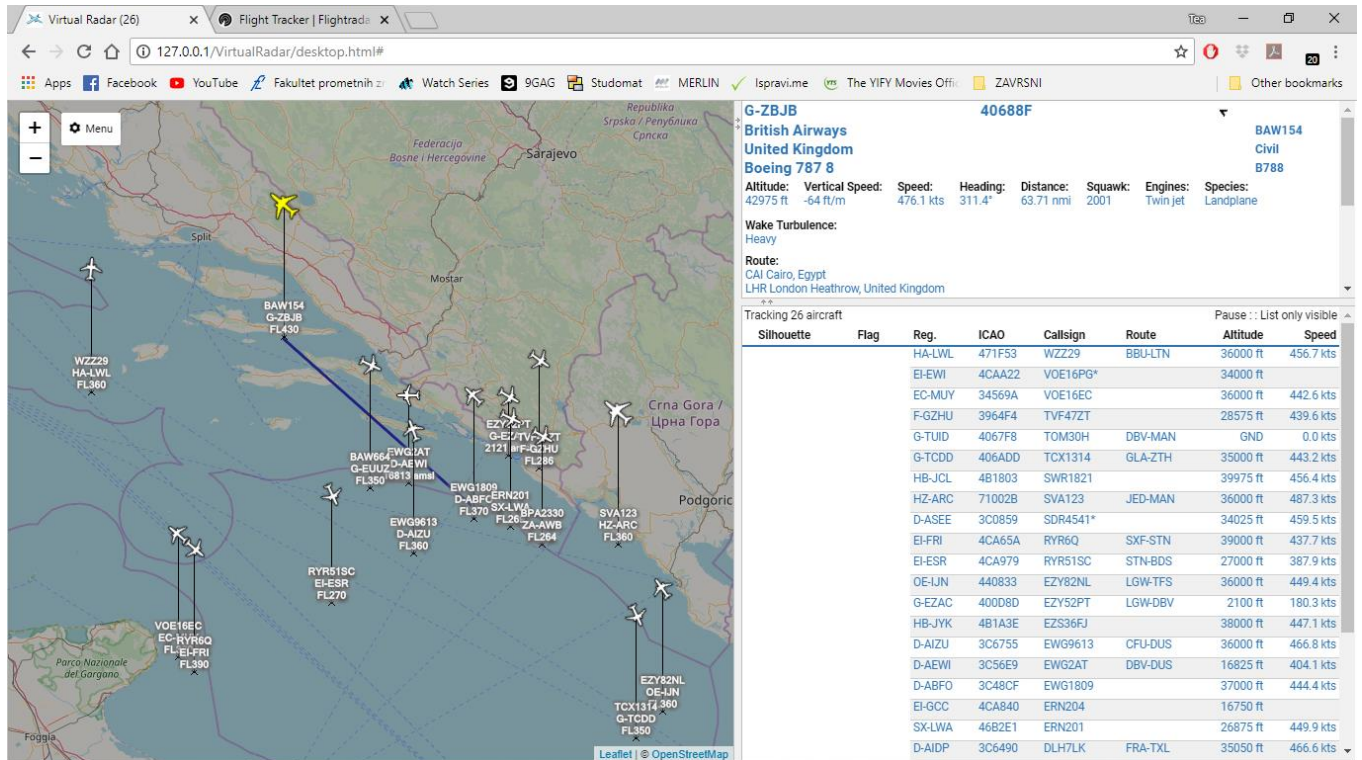 Virtual Radar (26)
Flight Tracker | Flightrada
Tea
127.0.0.1/VirtualRadar/desktop.html#
20
Apps Facebook YouTube Fakultet prometnih z Watch Series 9GAG Studomat MERLIN Ispravi.me The YIFY Movies Offic ZAVRSNI Other bookmarks
+
−
Menu
Republika
Srpska / Република
Српска
Federacija
Bosne i Hercegovine
Sarajevo
Split
Mostar
BAW154
G-ZBJB
FL430
WZZ29
HA-LWL
FL360
Crna Gora /
Црна Гора
Podgoric
BAW664
G-EUUZ
FL350
EWG2AT
D-AEWI
16813 amsl
F-GZHU
FL286
EWG1809
D-ABFO
FL370
ERN201
SX-LWA
BPA2330
ZA-AWB
FL264
SVA123
HZ-ARC
FL360
EWG9613
D-AIZU
FL360
RYR51SC
EI-ESR
FL270
VOE16EC
RYR6Q
EI-FRI
FL390
Parco Nazionale
del Gargano
Foggia
EZY82NL
OE-IJN
FL360
TCX1314
G-TCDD
FL350
Leaflet | © OpenStreetMap
G-ZBJB 40688F
British Airways BAW154
United Kingdom Civil
Boeing 787 8 B788
Altitude: Vertical Speed: Speed: Heading: Distance: Squawk: Engines: Species:
42975 ft -64 ft/m 476.1 kts 311.4° 63.71 nmi 2001 Twin jet Landplane
Wake Turbulence:
Heavy
Route:
CAI Cairo, Egypt
LHR London Heathrow, United Kingdom
Tracking 26 aircraft Pause : : List only visible
Silhouette Flag Reg. ICAO Callsign Route Altitude Speed
HA-LWL 471F53 WZZ29 BBU-LTN 36000 ft 456.7 kts
EI-EWI 4CAA22 VOE16PG* 34000 ft
EC-MUY 34569A VOE16EC 36000 ft 442.6 kts
F-GZHU 3964F4 TVF47ZT 28575 ft 439.6 kts
G-TUID 4067F8 TOM30H DBV-MAN GND 0.0 kts
G-TCDD 406ADD TCX1314 GLA-ZTH 35000 ft 443.2 kts
HB-JCL 4B1803 SWR1821 39975 ft 456.4 kts
HZ-ARC 71002B SVA123 JED-MAN 36000 ft 487.3 kts
D-ASEE 3C0859 SDR4541* 34025 ft 459.5 kts
EI-FRI 4CA65A RYR6Q SXF-STN 39000 ft 437.7 kts
EI-ESR 4CA979 RYR51SC STN-BDS 27000 ft 387.9 kts
OE-IJN 440833 EZY82NL LGW-TFS 36000 ft 449.4 kts
G-EZAC 400D8D EZY52PT LGW-DBV 2100 ft 180.3 kts
HB-JYK 4B1A3E EZS36FJ 38000 ft 447.1 kts
D-AIZU 3C6755 EWG9613 CFU-DUS 36000 ft 466.8 kts
D-AEWI 3C56E9 EWG2AT DBV-DUS 16825 ft 404.1 kts
D-ABFO 3C48CF EWG1809 37000 ft 444.4 kts
EI-GCC 4CA840 ERN204 16750 ft
SX-LWA 46B2E1 ERN201 26875 ft 449.9 kts
D-AIDP 3C6490 DLH7LK FRA-TXL 35050 ft 466.6 kts